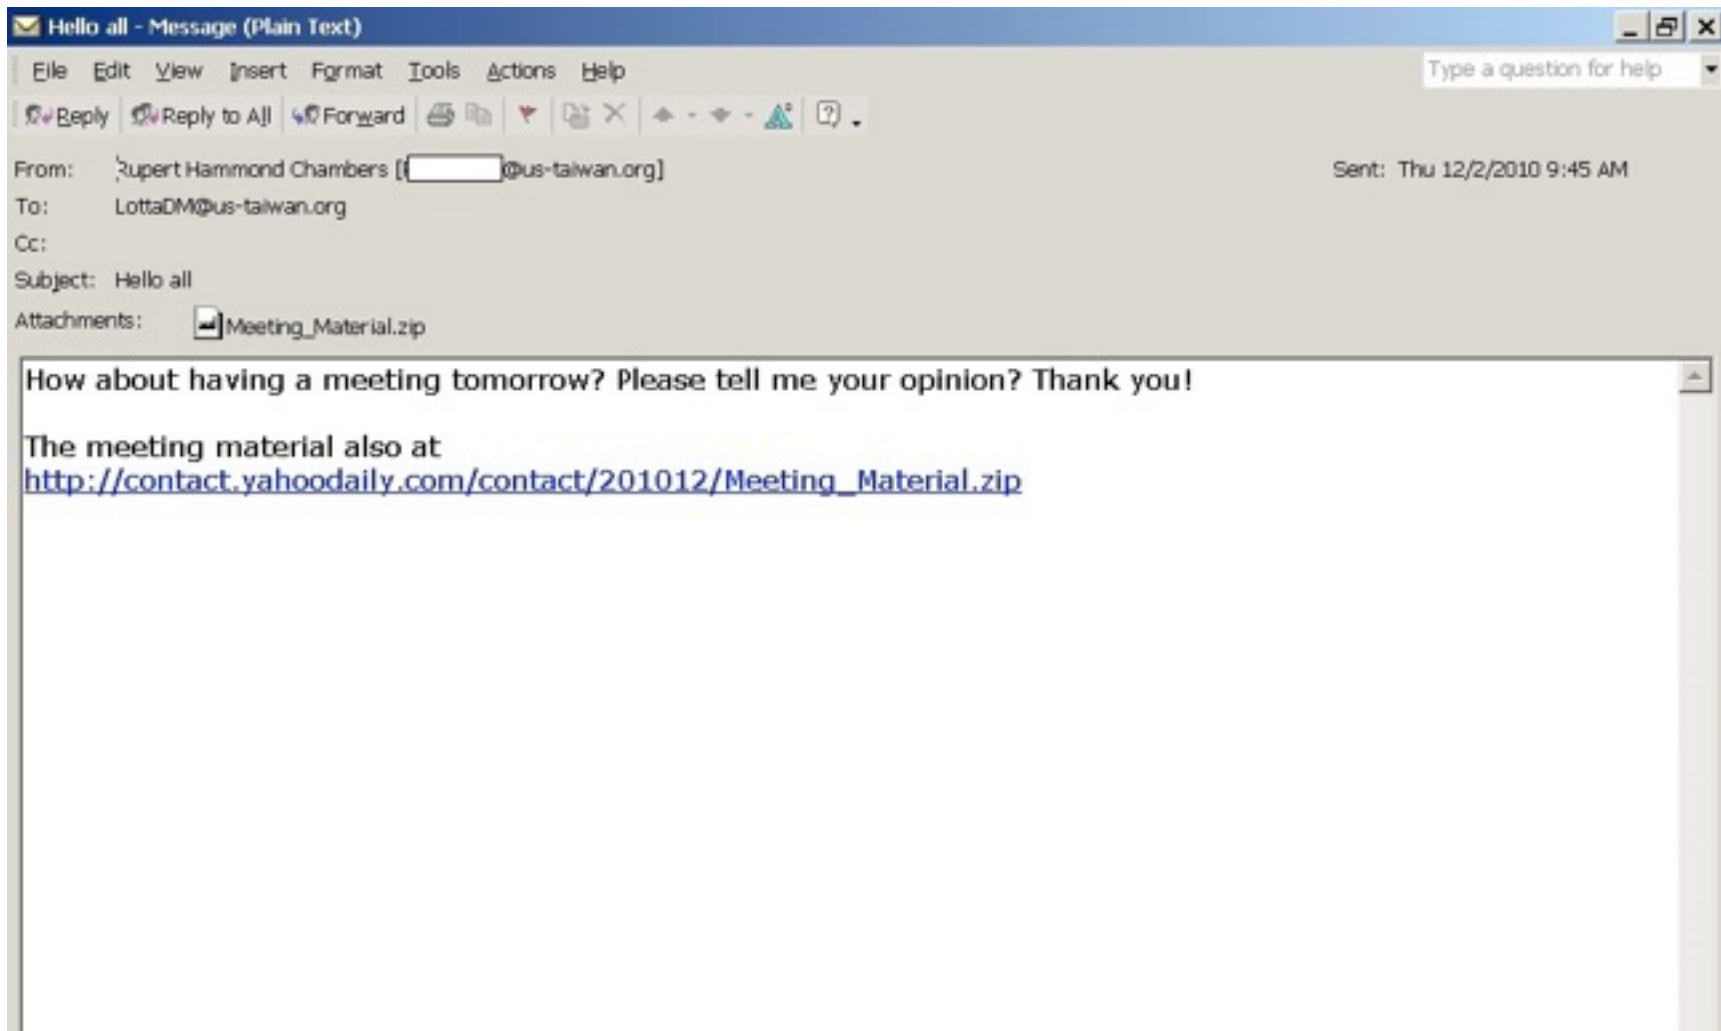 Hello all - Message (Plain Text)
File Edit View Insert Format Tools Actions Help Type a question for help
Reply Reply to All Forward
From: Rupert Hammond Chambers [ @us-taiwan.org] Sent: Thu 12/2/2010 9:45 AM
To: LottaDM@us-taiwan.org
Cc:
Subject: Hello all
Attachments: Meeting_Material.zip
How about having a meeting tomorrow? Please tell me your opinion? Thank you!
The meeting material also at
http://contact.yahoodaily.com/contact/201012/Meeting_Material.zip